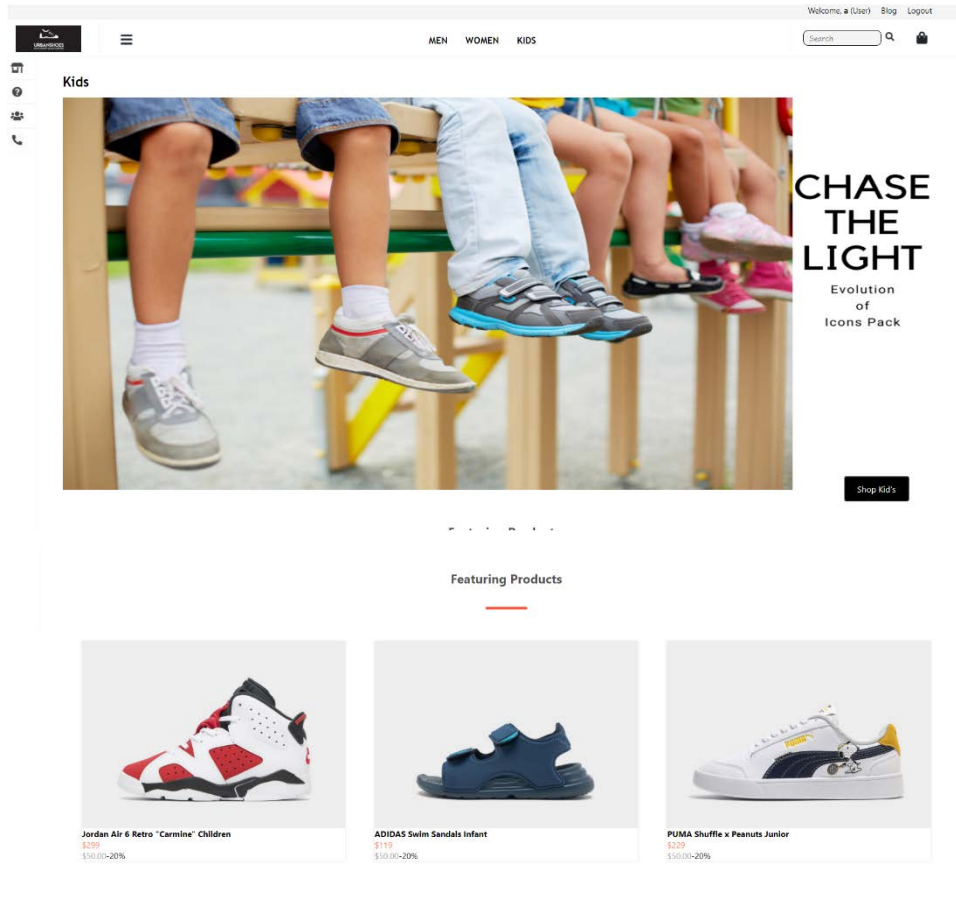 Welcome, a (User) Blog Logout
URBANSHOES
MEN WOMEN KIDS
Search
Kids
CHASE
THE
LIGHT
Evolution
of
Icons Pack
Shop Kid's
Featuring Products
Jordan Air 6 Retro "Carmine" Children
$299
$50.00-20%
ADIDAS Swim Sandals Infant
$119
$50.00-20%
PUMA Shuffle x Peanuts Junior
$229
$50.00-20%